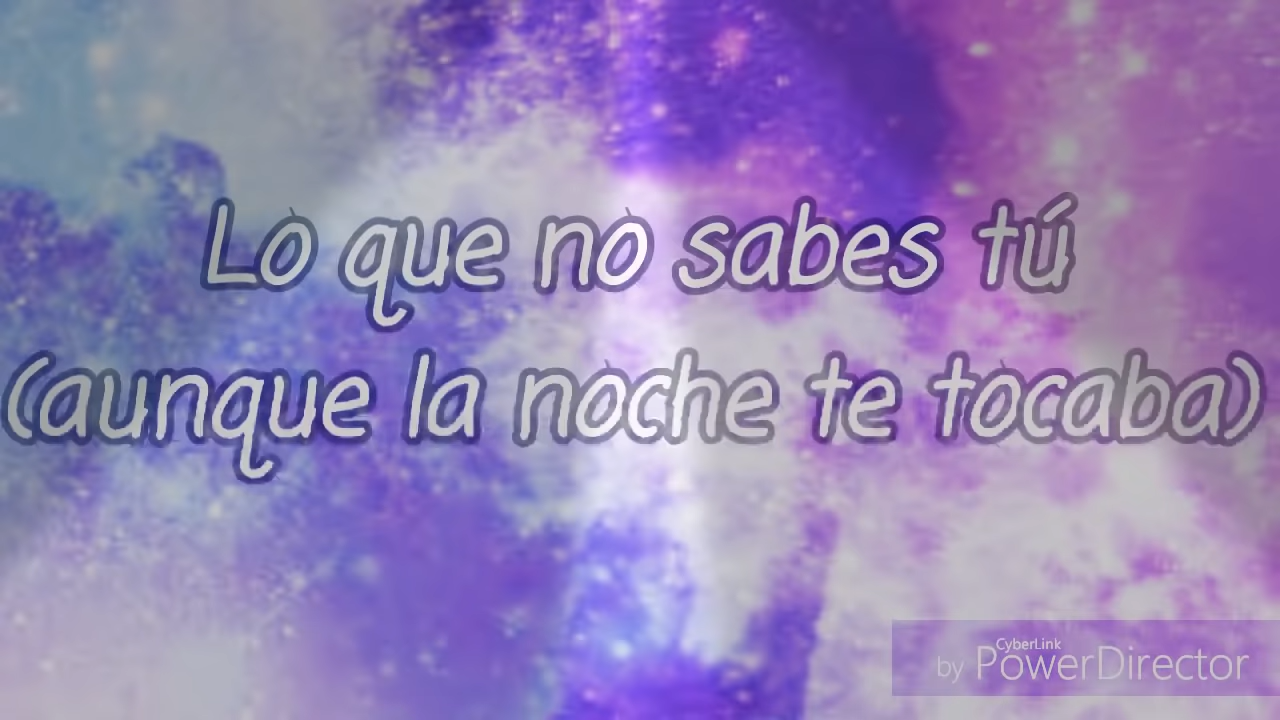 Lo que no sabes tú
(aunque la noche te tocaba)
CyberLink
by PowerDirector